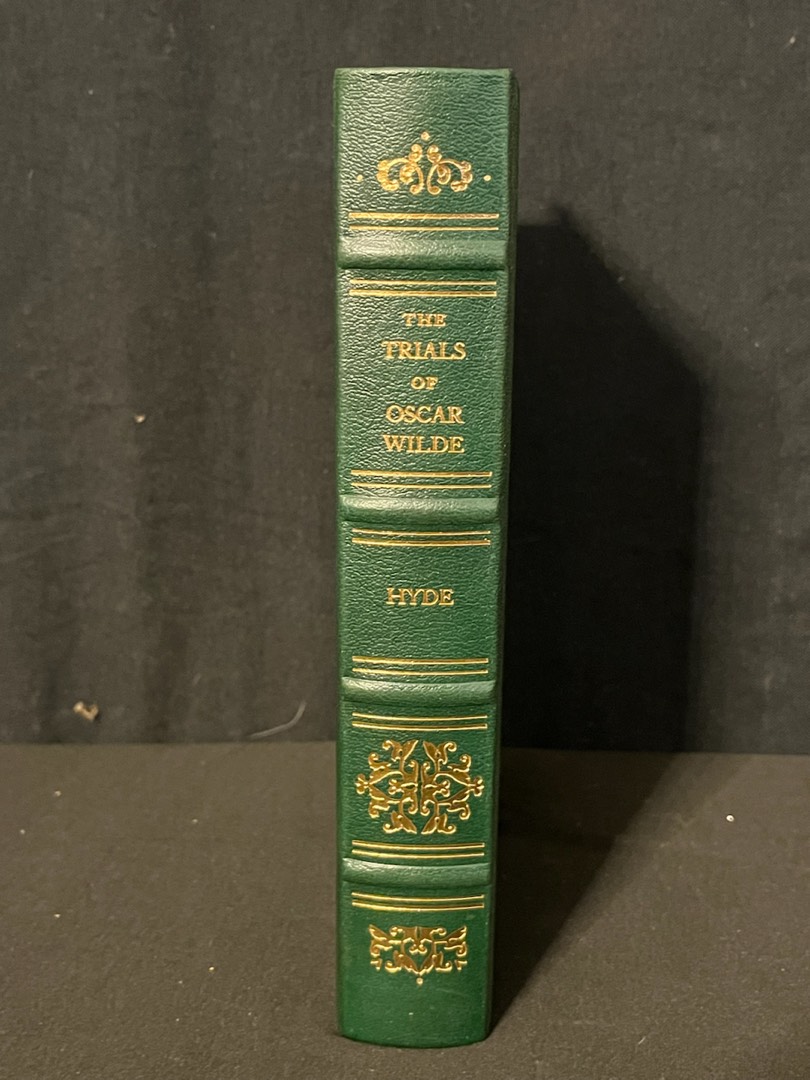 THE
TRIALS
OF
OSCAR
WILDE
HYDE